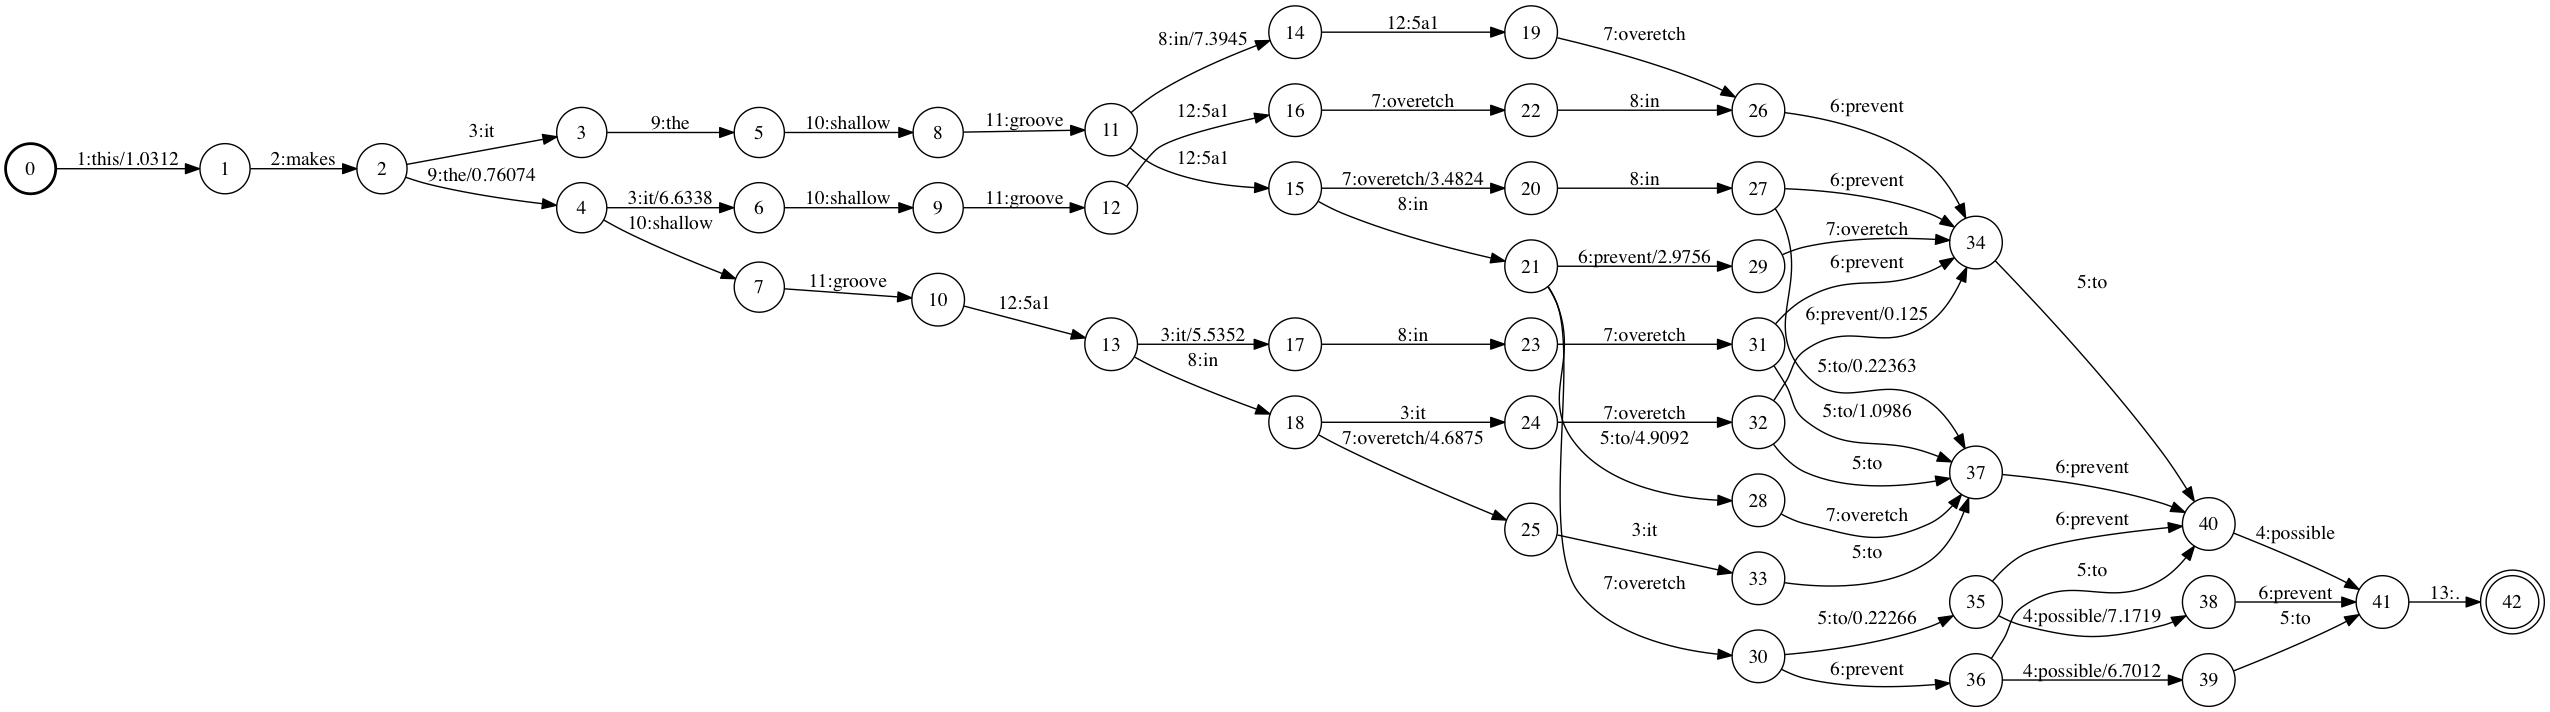 0
1:this/1.0312
1
2:makes
2
3:it
9:the/0.76074
3
9:the
5
10:shallow
8
11:groove
11
4
3:it/6.6338
6
10:shallow
9
11:groove
12
10:shallow
7
11:groove
10
12:5a1
13
8:in/7.3945
14
12:5a1
19
7:overetch
26
6:prevent
12:5a1
16
7:overetch
22
8:in
12:5a1
15
7:overetch/3.4824
20
8:in
27
6:prevent
8:in
21
6:prevent/2.9756
29
7:overetch
34
5:to
3:it/5.5352
17
8:in
23
7:overetch
31
6:prevent
6:prevent/0.125
5:to/0.22363
5:to/1.0986
8:in
18
3:it
24
7:overetch
32
5:to
37
6:prevent
7:overetch/4.6875
25
5:to/4.9092
28
7:overetch
3:it
33
5:to
7:overetch
30
5:to/0.22266
35
6:prevent
40
4:possible
5:to
4:possible/7.1719
38
6:prevent
41
13:.
42
6:prevent
36
4:possible/6.7012
39
5:to